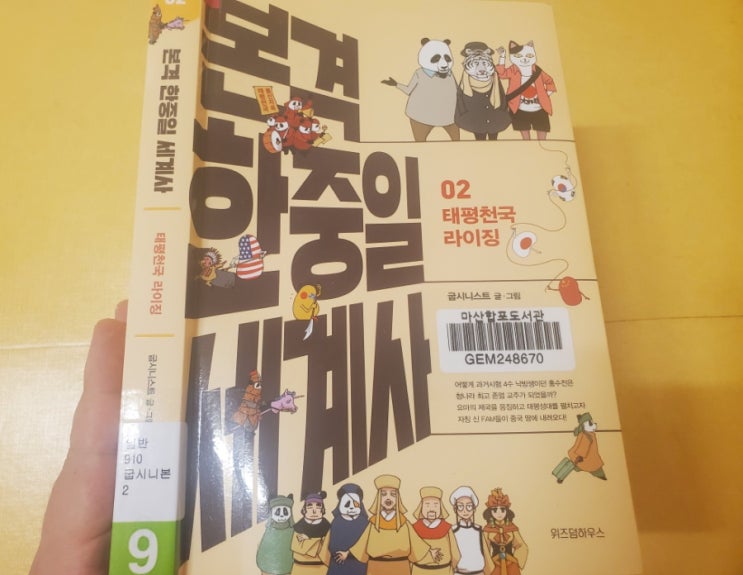 02
본격 한중일 세계사
태평천국 라이징
굽시니스트 글·그림
일반
910
굽시니본
2
9
본격
한중일
세계사
02
태평천국
라이징
굽시니스트 글·그림
마산합포도서관
GEM248670
어떻게 과거시험 4수 낙방생이던 홍수전은
청나라 최고 존엄 교주가 되었을까?
요마의 제국을 응징하고 태평성대를 펼치고자
자칭 신 FAM들이 중국 땅에 내려오다!
위즈덤하우스